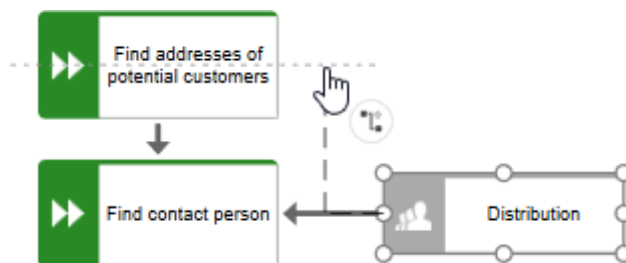 Find addresses of
potential customers
Find contact person
Distribution